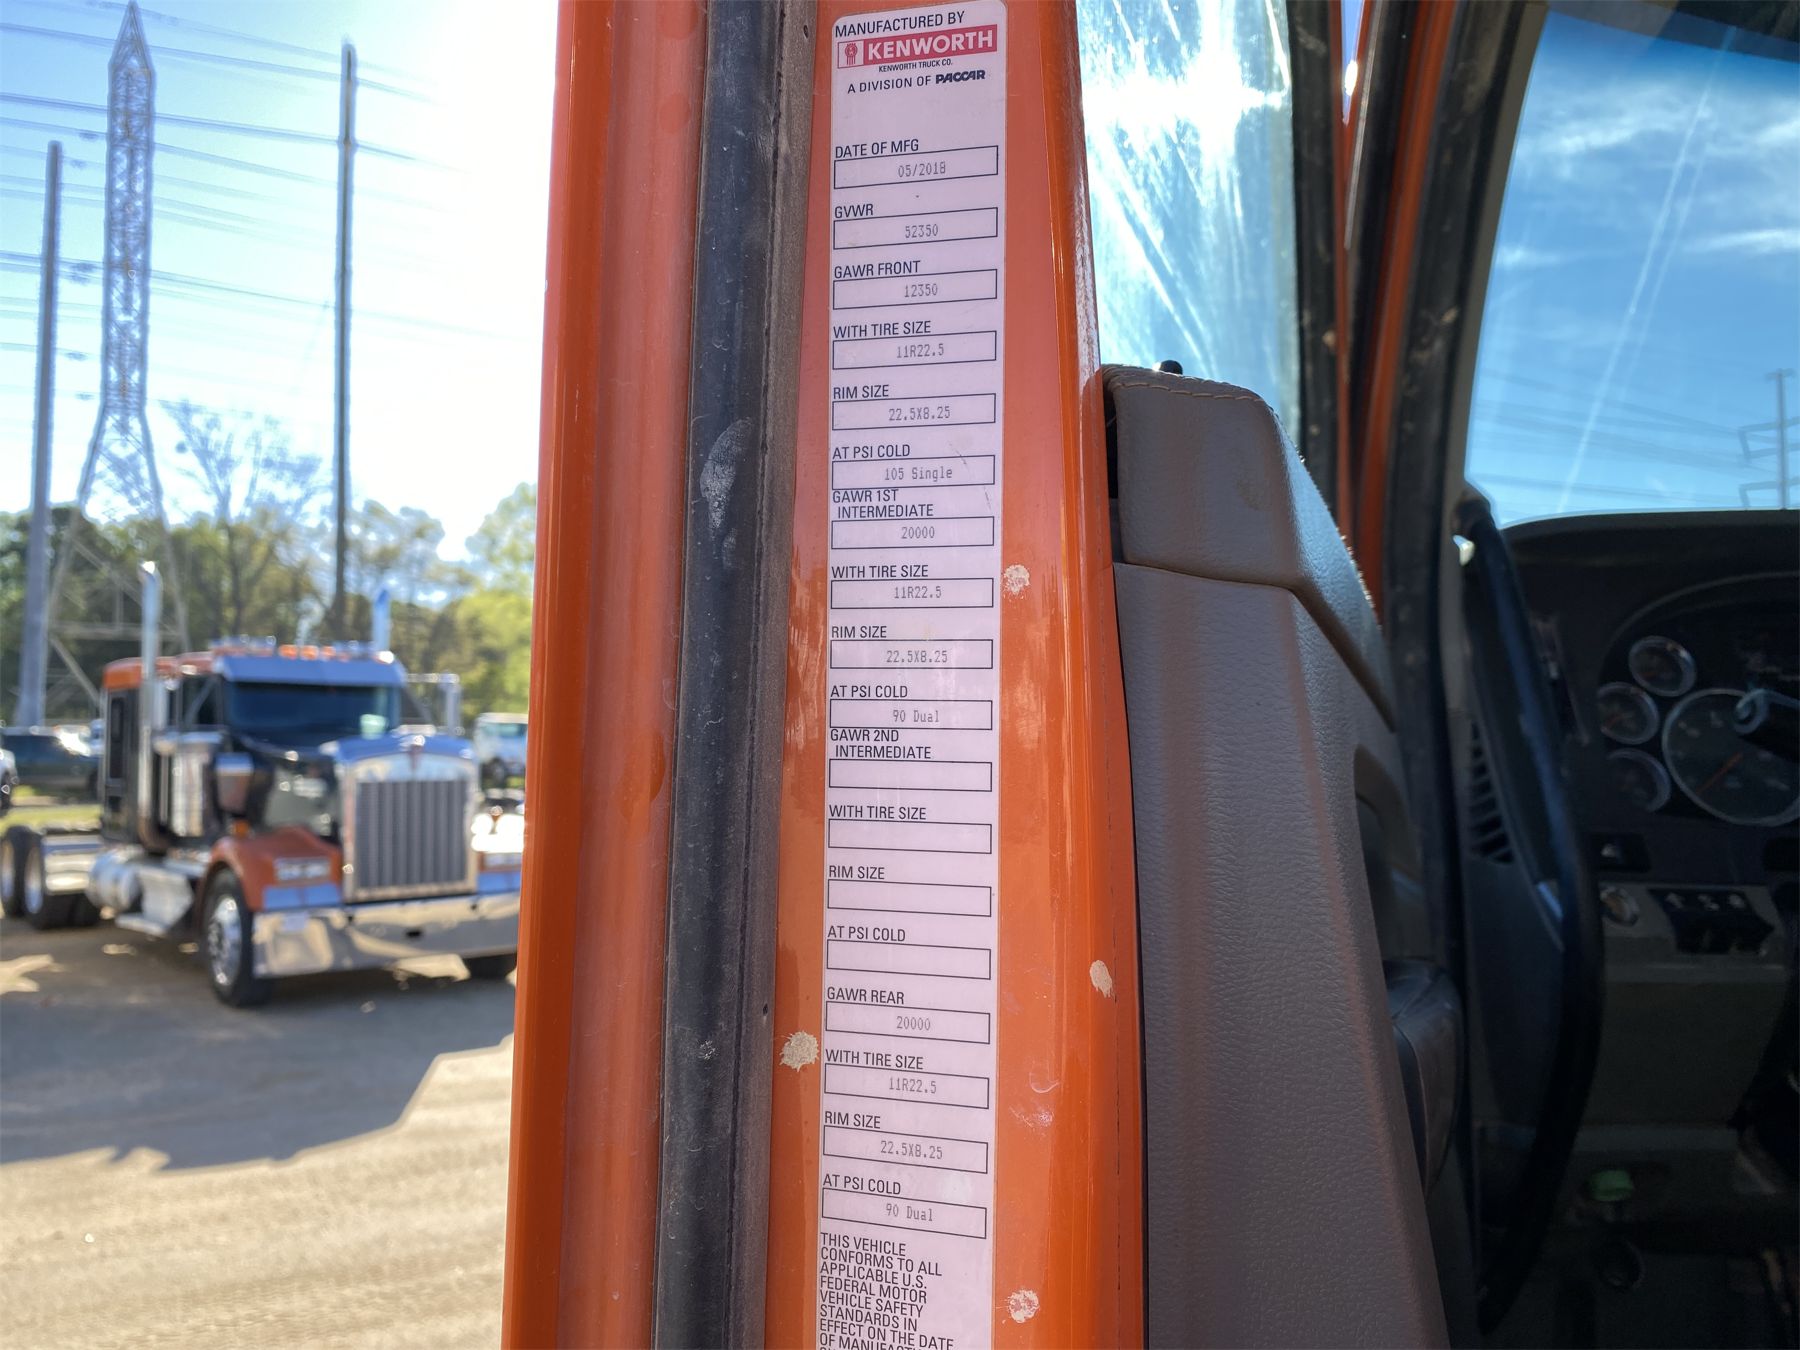 MANUFACTURED BY
KENWORTH
KENWORTH TRUCK CO.
A DIVISION OF PACCAR
DATE OF MFG
05/2018
GVWR
52350
GAWR FRONT
12350
WITH TIRE SIZE
11R22.5
RIM SIZE
22.5X8.25
AT PSI COLD
105 Single
GAWR 1ST
INTERMEDIATE
20000
WITH TIRE SIZE
11R22.5
RIM SIZE
22.5X8.25
AT PSI COLD
90 Dual
GAWR 2ND
INTERMEDIATE
WITH TIRE SIZE
RIM SIZE
AT PSI COLD
GAWR REAR
20000
WITH TIRE SIZE
11R22.5
RIM SIZE
22.5X8.25
AT PSI COLD
90 Dual
THIS VEHICLE
CONFORMS TO ALL
APPLICABLE U.S.
FEDERAL MOTOR
VEHICLE SAFETY
STANDARDS IN
EFFECT ON THE DATE
OF